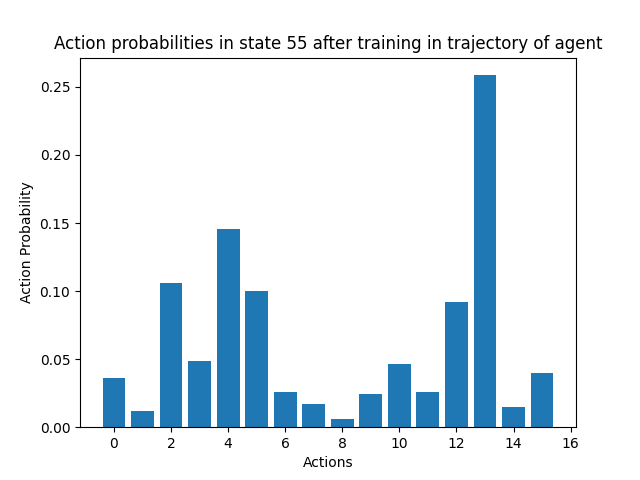 Action probabilities in state 55 after training in trajectory of agent
Action Probability
0.25
0.20
0.15
0.10
0.05
0.00
0 2 4 6 8 10 12 14 16
Actions